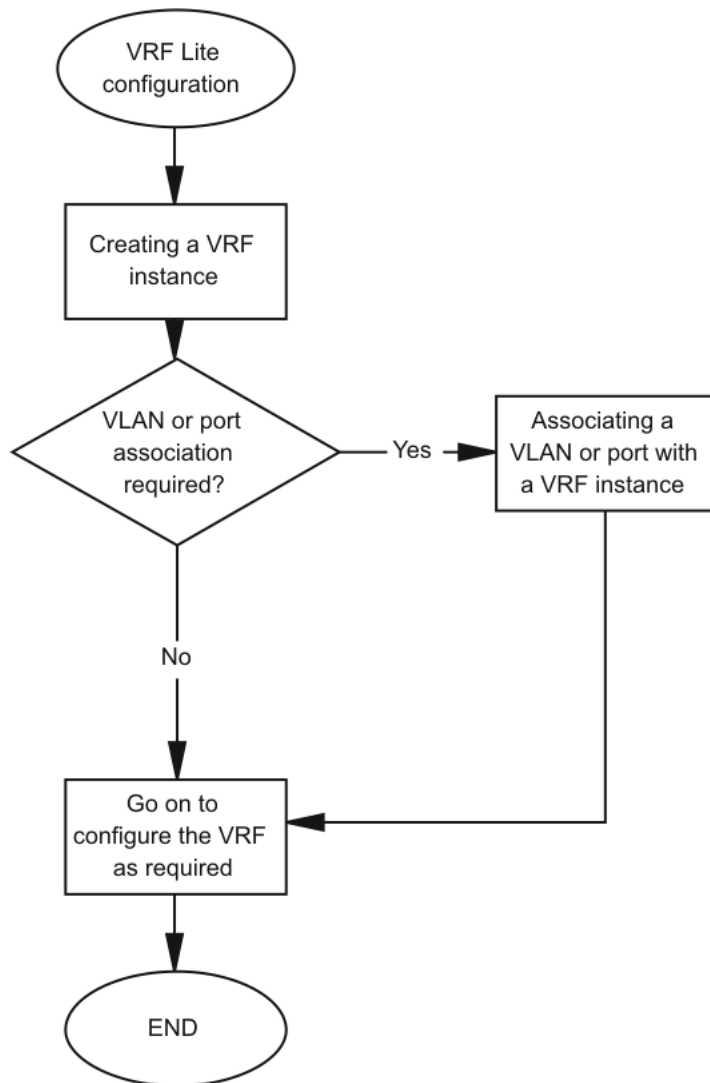 VRF Lite
configuration
Creating a VRF
instance
VLAN or port
association
required?
Yes
Associating a
VLAN or port with
a VRF instance
No
Go on to
configure the VRF
as required
END